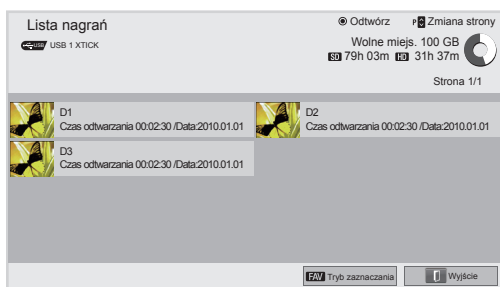 Lista nagrań
Odtwórz P Zmiana strony
USB USB 1 XTICK
Wolne miejs. 100 GB
SD 79h 03m HD 31h 37m
Strona 1/1
D1
Czas odtwarzania 00:02:30 /Data:2010.01.01
D2
Czas odtwarzania 00:02:30 /Data:2010.01.01
D3
Czas odtwarzania 00:02:30 /Data:2010.01.01
FAV Tryb zaznaczania
Wyjście